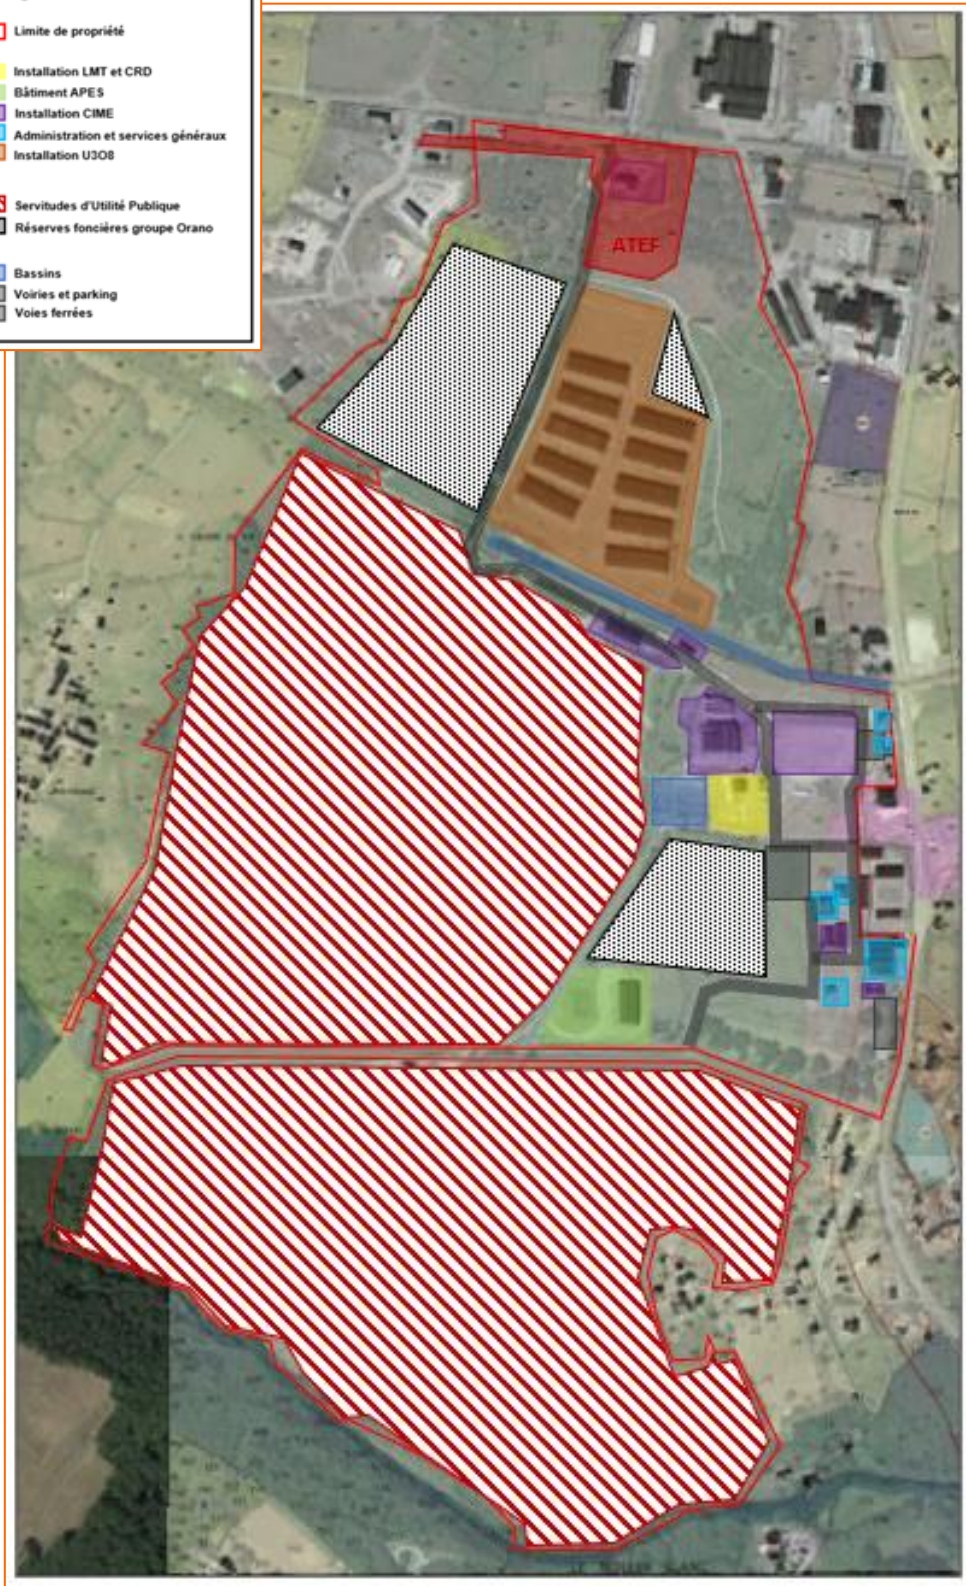 Limite de propriété
Installation LMT et CRD
Bâtiment APES
Installation CIME
Administration et services généraux
Installation U3O8
Servitudes d'Utilité Publique
Réserves foncières groupe Orano
Bassins
Voiries et parking
Voies ferrées
ATEF